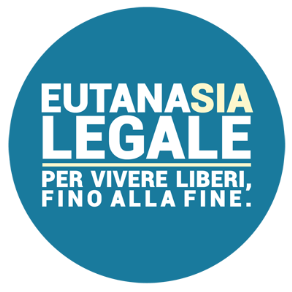 EUTANASIA
LEGALE
PER VIVERE LIBERI,
FINO ALLA FINE.